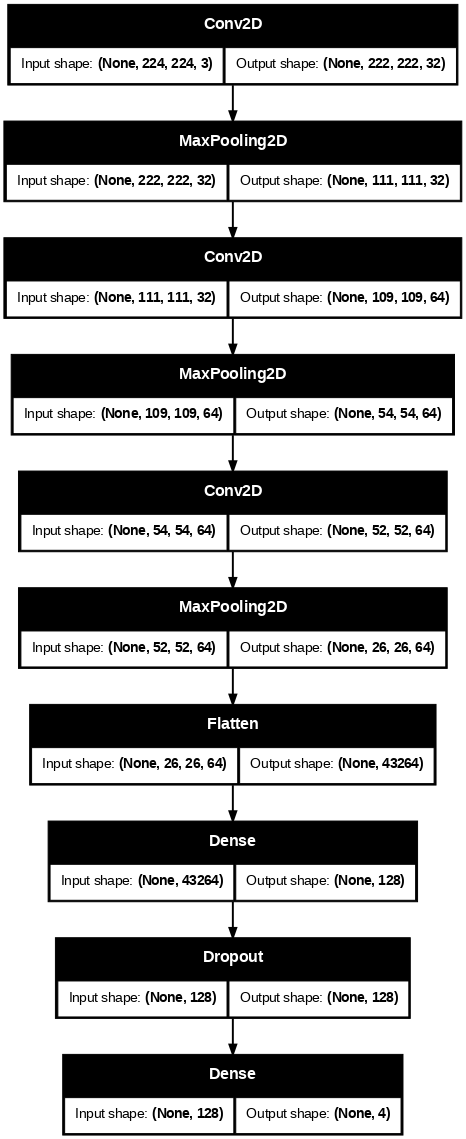 Conv2D
Input shape: (None, 224, 224, 3) Output shape: (None, 222, 222, 32)
MaxPooling2D
Input shape: (None, 222, 222, 32) Output shape: (None, 111, 111, 32)
Conv2D
Input shape: (None, 111, 111, 32) Output shape: (None, 109, 109, 64)
MaxPooling2D
Input shape: (None, 109, 109, 64) Output shape: (None, 54, 54, 64)
Conv2D
Input shape: (None, 54, 54, 64) Output shape: (None, 52, 52, 64)
MaxPooling2D
Input shape: (None, 52, 52, 64) Output shape: (None, 26, 26, 64)
Flatten
Input shape: (None, 26, 26, 64) Output shape: (None, 43264)
Dense
Input shape: (None, 43264) Output shape: (None, 128)
Dropout
Input shape: (None, 128) Output shape: (None, 128)
Dense
Input shape: (None, 128) Output shape: (None, 4)